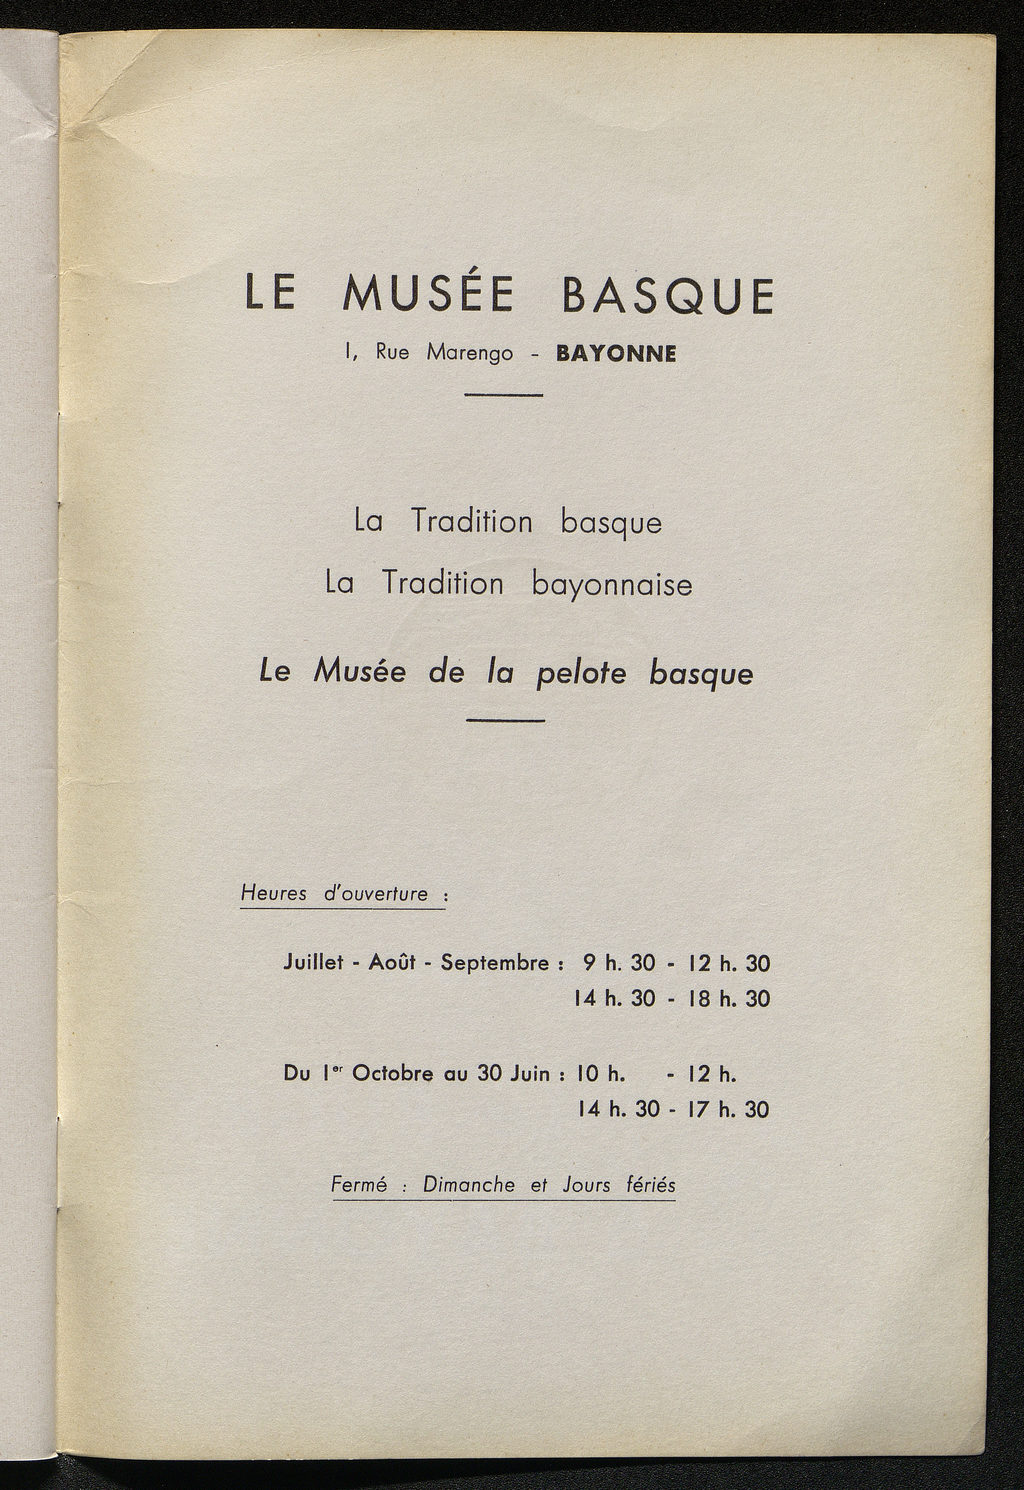 LE MUSÉE BASQUE
1, Rue Marengo - BAYONNE
La Tradition basque
La Tradition bayonnaise
Le Musée de la pelote basque
Heures d'ouverture :
Juillet - Août - Septembre : 9 h. 30 - 12 h. 30
14 h. 30 - 18 h. 30
Du 1er Octobre au 30 Juin : 10 h. - 12 h.
14 h. 30 - 17 h. 30
Fermé : Dimanche et Jours fériés